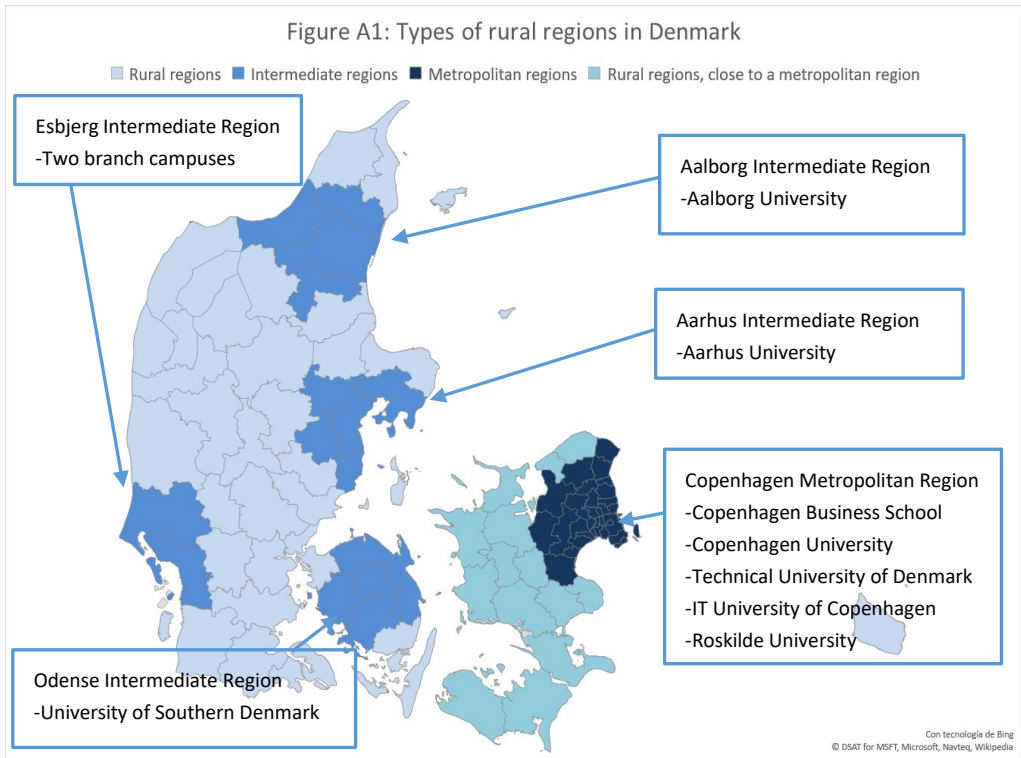 Figure A1: Types of rural regions in Denmark
Rural regions Intermediate regions Metropolitan regions Rural regions, close to a metropolitan region
Esbjerg Intermediate Region
-Two branch campuses
Aalborg Intermediate Region
-Aalborg University
Aarhus Intermediate Region
-Aarhus University
Copenhagen Metropolitan Region
-Copenhagen Business School
-Copenhagen University
-Technical University of Denmark
-IT University of Copenhagen
-Roskilde University
Odense Intermediate Region
-University of Southern Denmark
Con tecnología de Bing
© DSAT for MSFT, Microsoft, Navteq, Wikipedia